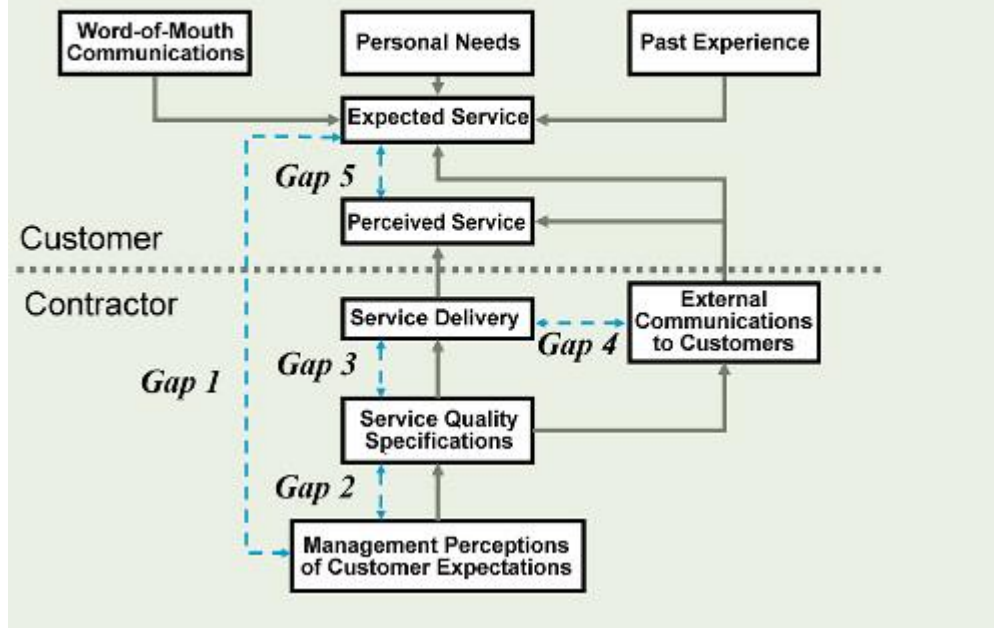 Word-of-Mouth
Communications
Personal Needs
Past Experience
Expected Service
Gap 5
Perceived Service
Customer
Contractor
Service Delivery
External
Communications
to Customers
Gap 4
Gap 3
Gap 1
Service Quality
Specifications
Gap 2
Management Perceptions
of Customer Expectations